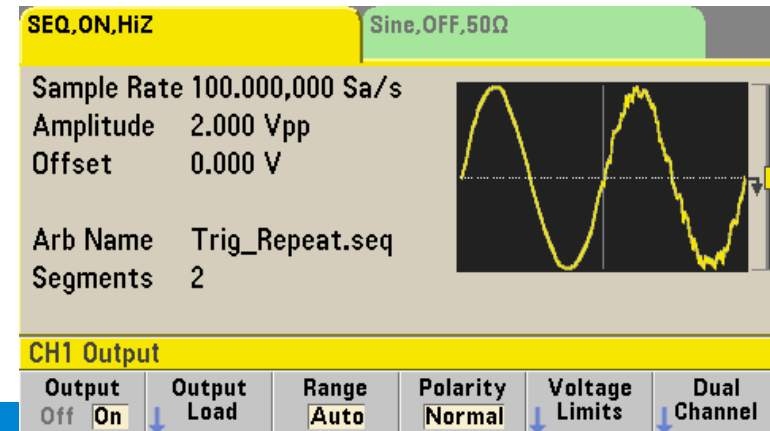 SEQ,ON,HiZ
Sine,OFF,50Ω
Sample Rate 100.000,000 Sa/s
Amplitude 2.000 Vpp
Offset 0.000 V
Arb Name Trig_Repeat.seq
Segments 2
CH1 Output
Output Off On
Output Load
Range Auto
Polarity Normal
Voltage Limits
Dual Channel